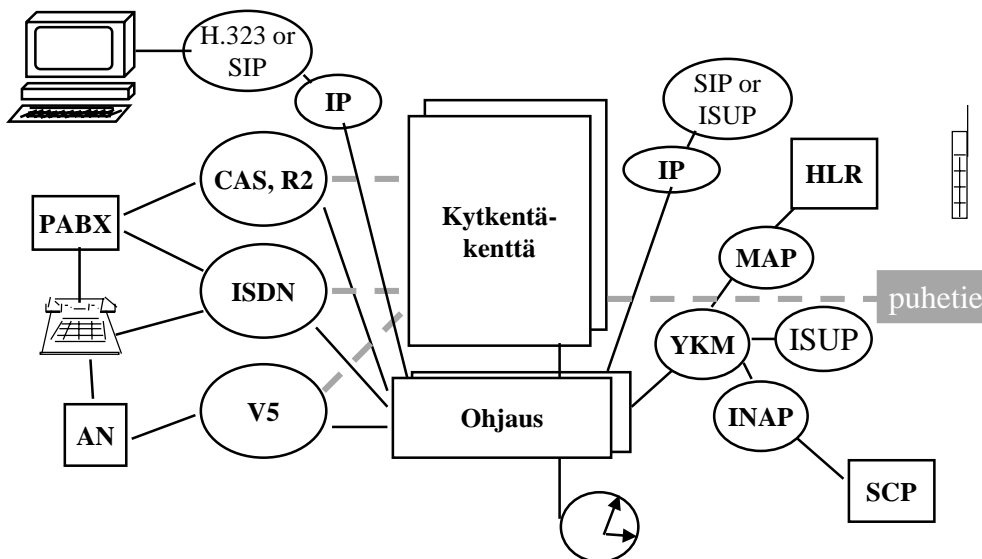 H.323 or
SIP
IP
SIP or
ISUP
IP
HLR
CAS, R2
PABX
Kytkentä-
kenttä
MAP
ISDN
puhetie
YKM
ISUP
V5
AN
Ohjaus
INAP
SCP